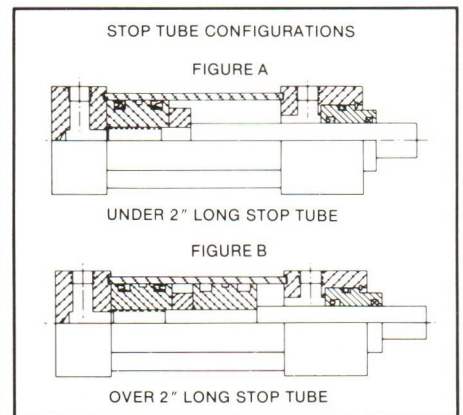 STOP TUBE CONFIGURATIONS
FIGURE A
UNDER 2" LONG STOP TUBE
FIGURE B
OVER 2" LONG STOP TUBE